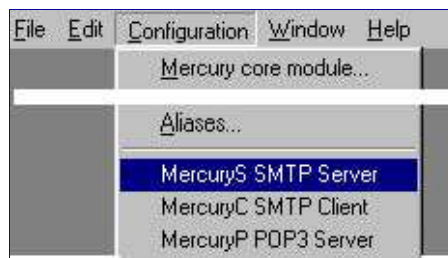 File Edit Configuration Window Help
Mercury core module...
Aliases...
MercuryS SMTP Server
MercuryC SMTP Client
MercuryP POP3 Server